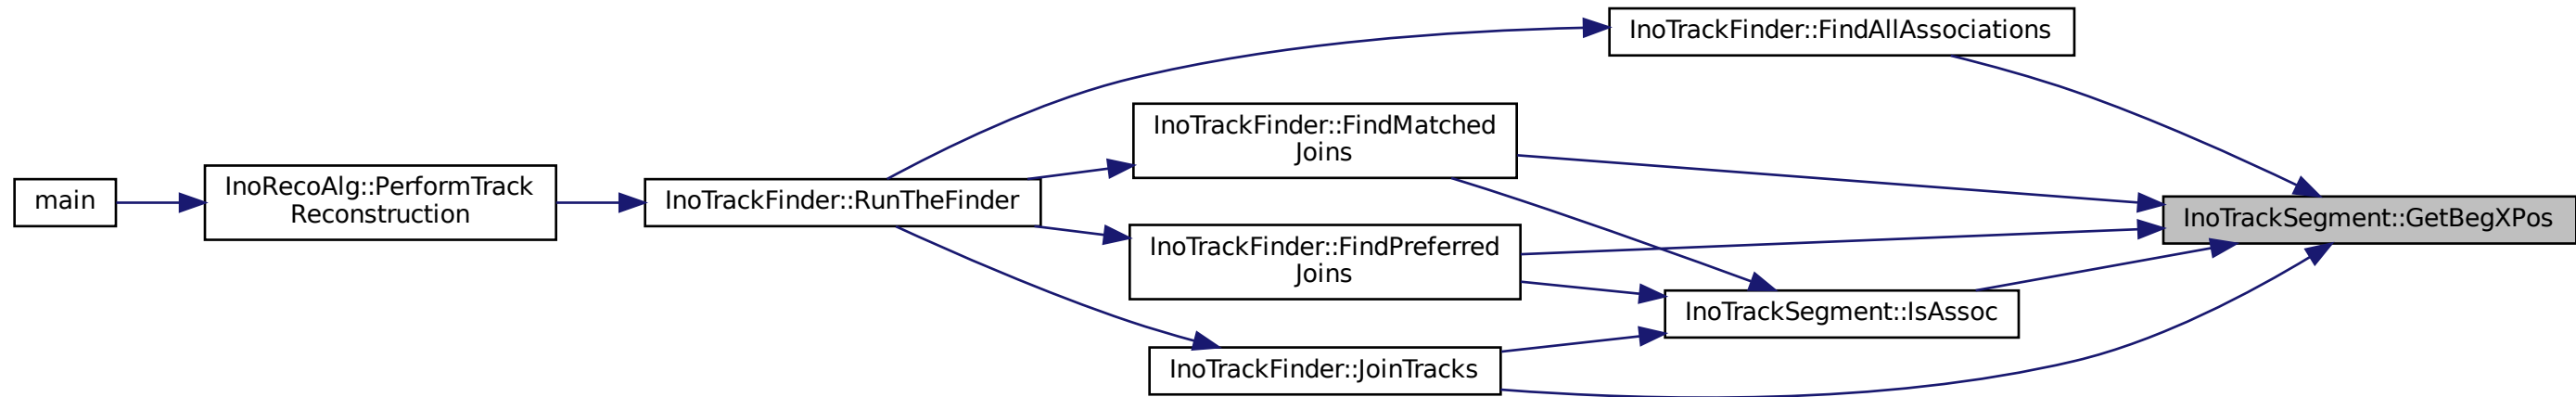 main
InoRecoAlg::PerformTrack
Reconstruction
InoTrackFinder::RunTheFinder
InoTrackFinder::FindAllAssociations
InoTrackFinder::FindMatched
Joins
InoTrackFinder::FindPreferred
Joins
InoTrackFinder::JoinTracks
InoTrackSegment::IsAssoc
InoTrackSegment::GetBegXPos